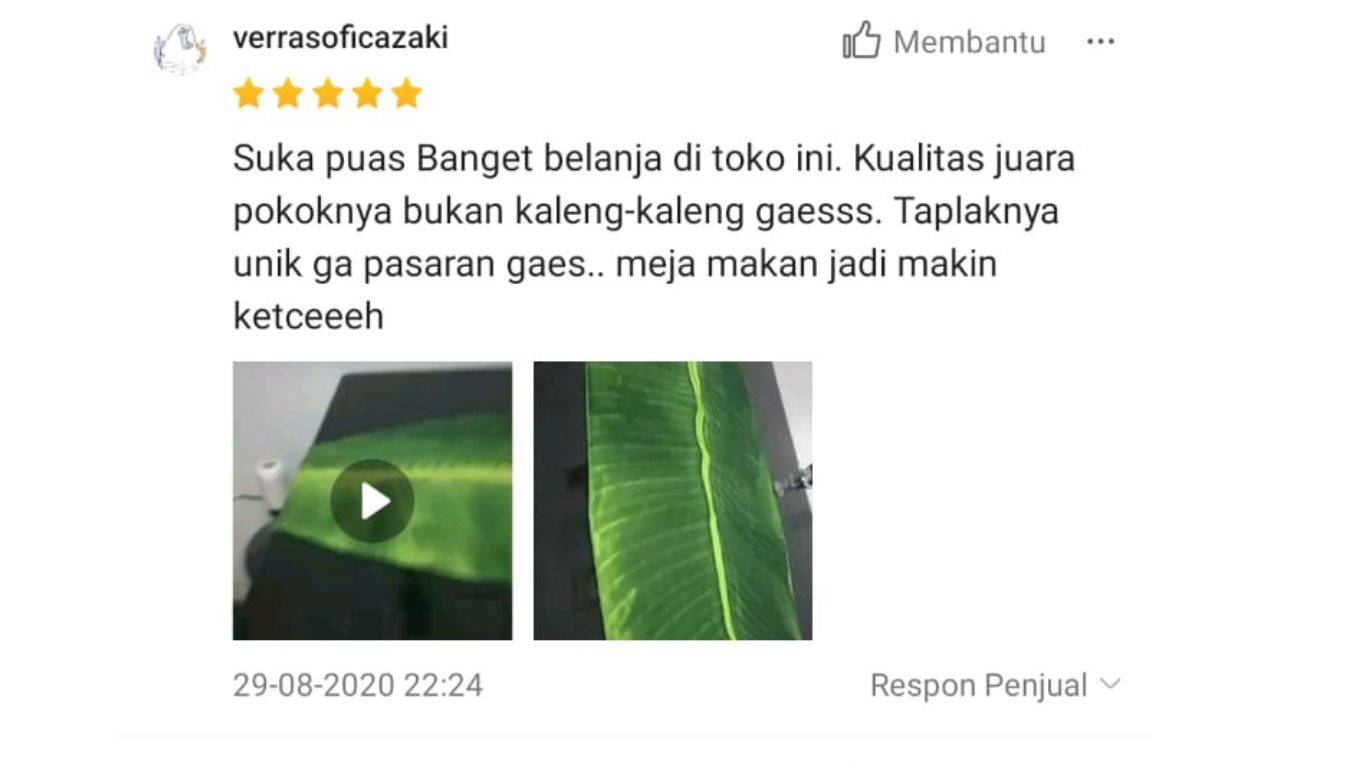 verrasoficazaki
Membantu
Suka puas Banget belanja di toko ini. Kualitas juara
pokoknya bukan kaleng-kaleng gaesss. Taplaknya
unik ga pasaran gaes.. meja makan jadi makin
ketceeeh
29-08-2020 22:24
Respon Penjual